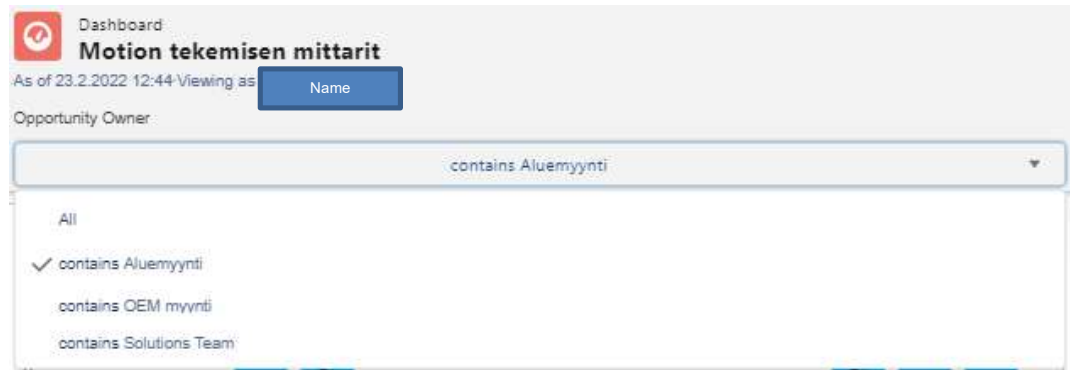 Dashboard
Motion tekemisen mittarit
As of 23.2.2022 12:44·Viewing as Name
Opportunity Owner
contains Aluemyynti
All
contains Aluemyynti
contains OEM myynti
contains Solutions Team